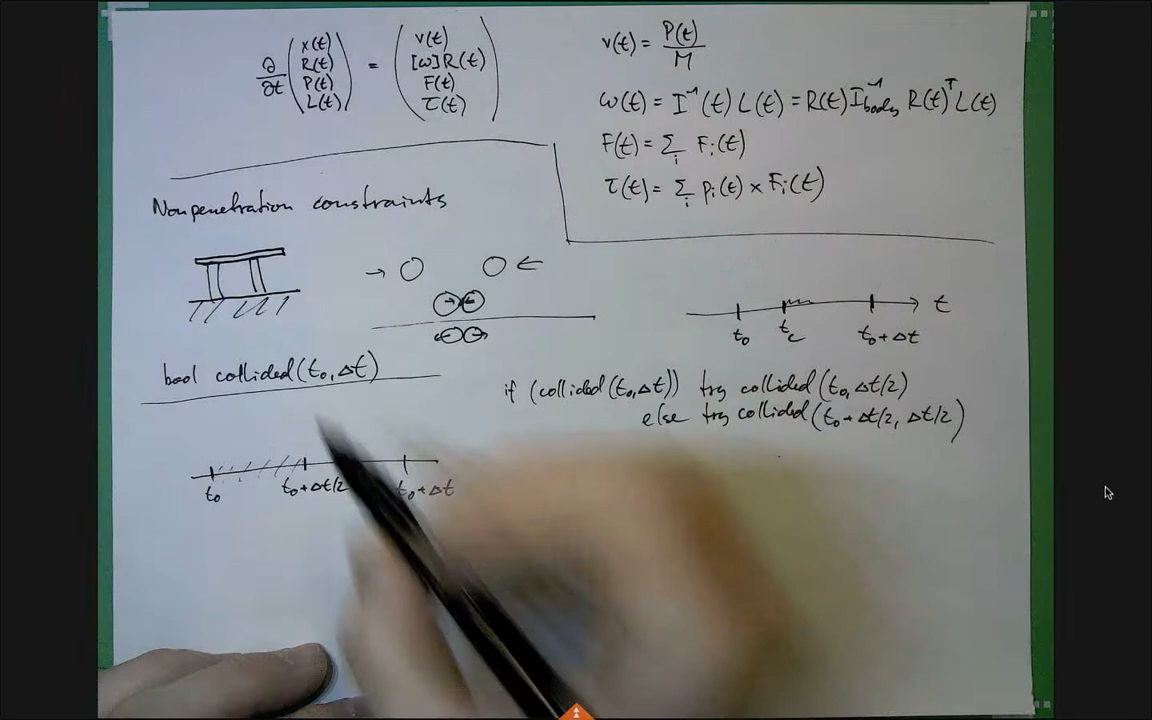 ∂/∂t (x(t) R(t) P(t) L(t)) = (v(t) [ω]R(t) F(t) τ(t))
v(t) = P(t)/M
ω(t) = I⁻¹(t) L(t) = R(t) I⁻¹body R(t)ᵀ L(t)
F(t) = Σi Fi(t)
τ(t) = Σi pi(t) × Fi(t)
Nonpenetration constraints
t
t₀ tc t₀+Δt
bool collided(t₀,Δt)
if (collided(t₀,Δt)) try collided(t₀,Δt/2)
else try collided(t₀+Δt/2, Δt/2)
t₀ t₀+Δt/2 t₀+Δt